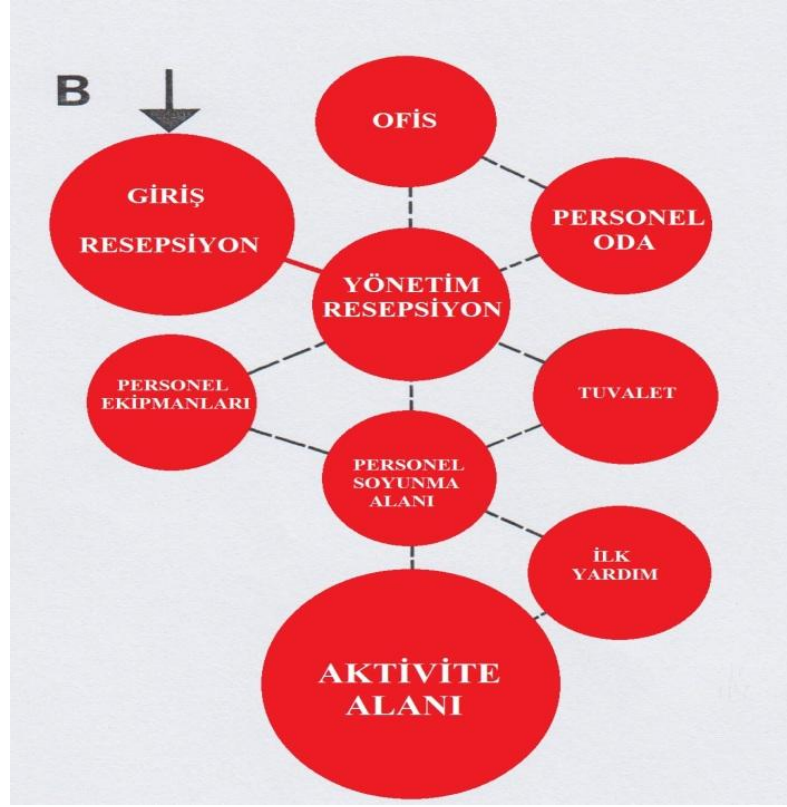 B
OFİS
GİRİŞ
RESEPSİYON
PERSONEL
ODA
YÖNETİM
RESEPSİYON
PERSONEL
EKİPMANLARI
TUVALET
PERSONEL
SOYUNMA
ALANI
İLK
YARDIM
AKTİVİTE
ALANI